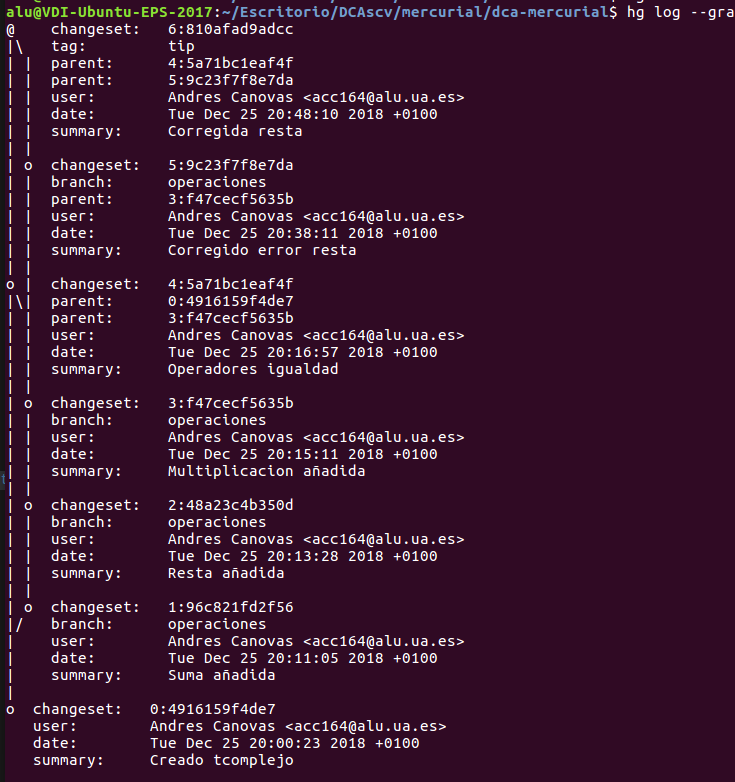 alu@VDI-Ubuntu-EPS-2017:~/Escritorio/DCAscv/mercurial/dca-mercurial$ hg log --gra
@    changeset:   6:810afad9adcc
|\   tag:         tip
| |  parent:      4:5a71bc1eaf4f
| |  parent:      5:9c23f7f8e7da
| |  user:        Andres Canovas <acc164@alu.ua.es>
| |  date:        Tue Dec 25 20:48:10 2018 +0100
| |  summary:     Corregida resta
| |
| o  changeset:   5:9c23f7f8e7da
| |  branch:      operaciones
| |  parent:      3:f47cecf5635b
| |  user:        Andres Canovas <acc164@alu.ua.es>
| |  date:        Tue Dec 25 20:38:11 2018 +0100
| |  summary:     Corregido error resta
| |
o |  changeset:   4:5a71bc1eaf4f
|\|  parent:      0:4916159f4de7
| |  parent:      3:f47cecf5635b
| |  user:        Andres Canovas <acc164@alu.ua.es>
| |  date:        Tue Dec 25 20:16:57 2018 +0100
| |  summary:     Operadores igualdad
| |
| o  changeset:   3:f47cecf5635b
| |  branch:      operaciones
| |  user:        Andres Canovas <acc164@alu.ua.es>
| |  date:        Tue Dec 25 20:15:11 2018 +0100
| |  summary:     Multiplicacion añadida
| |
| o  changeset:   2:48a23c4b350d
| |  branch:      operaciones
| |  user:        Andres Canovas <acc164@alu.ua.es>
| |  date:        Tue Dec 25 20:13:28 2018 +0100
| |  summary:     Resta añadida
| |
| o  changeset:   1:96c821fd2f56
|/   branch:      operaciones
|    user:        Andres Canovas <acc164@alu.ua.es>
|    date:        Tue Dec 25 20:11:05 2018 +0100
|    summary:     Suma añadida
|
o  changeset:   0:4916159f4de7
   user:        Andres Canovas <acc164@alu.ua.es>
   date:        Tue Dec 25 20:00:23 2018 +0100
   summary:     Creado tcomplejo